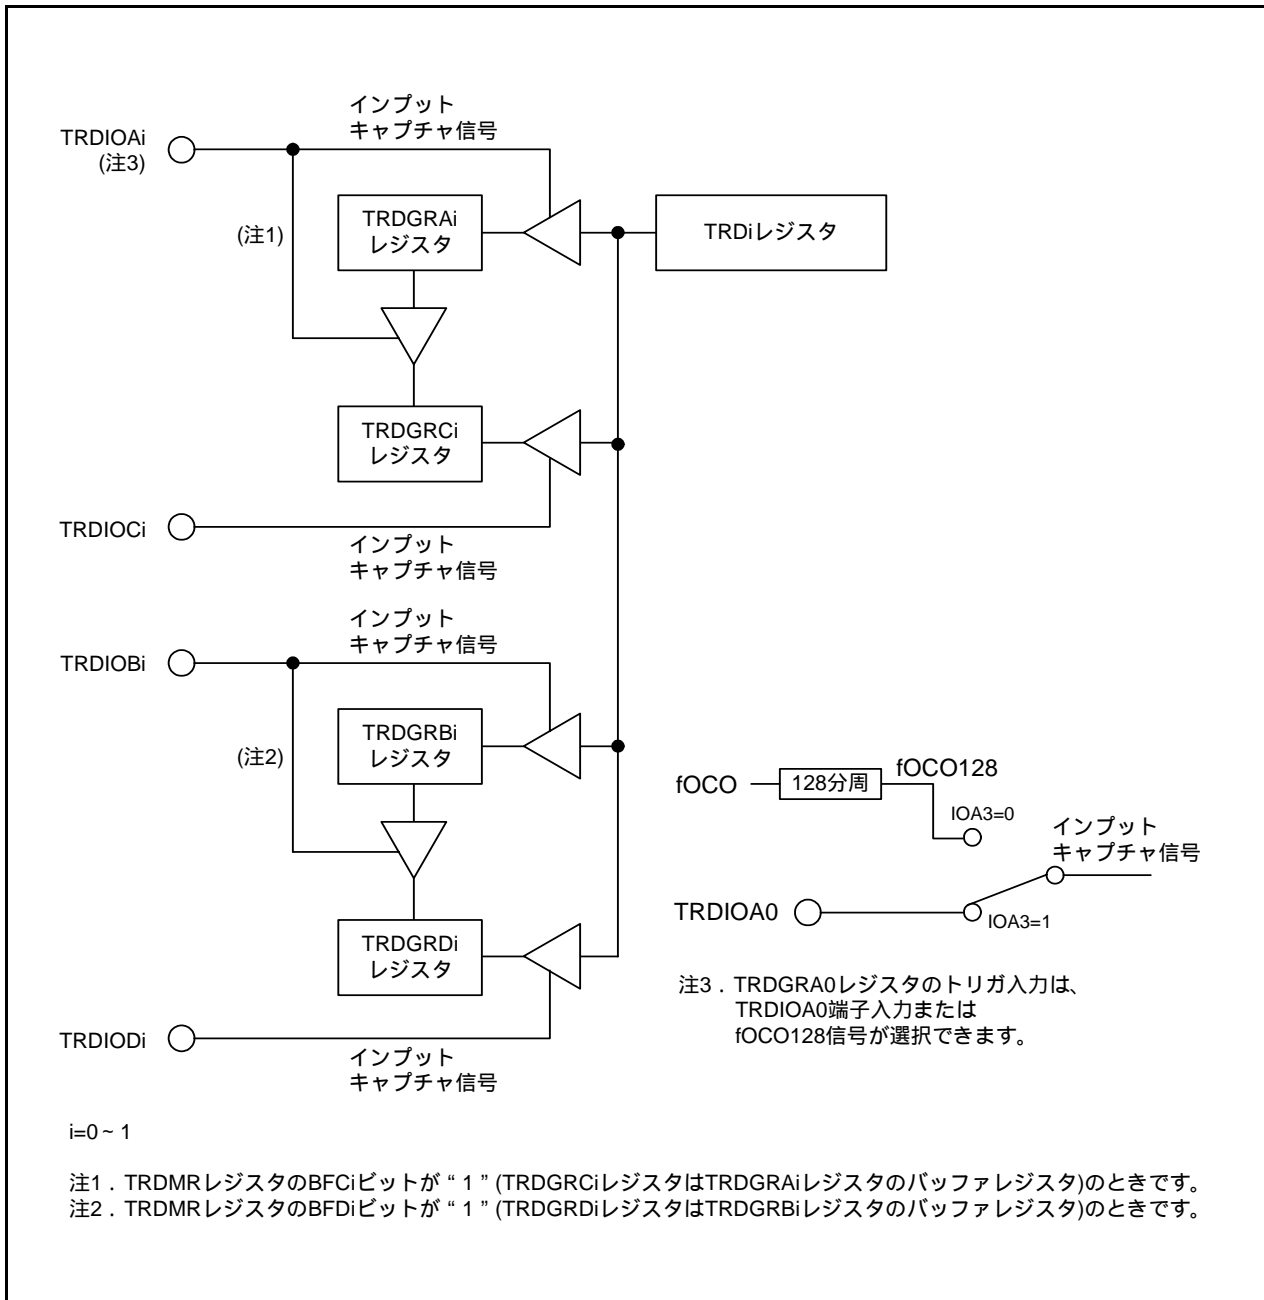 インプット
キャプチャ信号
TRDIOAi
(注3)
TRDGRAi
レジスタ
TRDiレジスタ
(注1)
TRDGRCi
レジスタ
TRDIOCi
インプット
キャプチャ信号
インプット
キャプチャ信号
TRDIOBi
TRDGRBi
レジスタ
(注2)
fOCO
128分周
fOCO128
IOA3=0
インプット
キャプチャ信号
TRDIOA0
IOA3=1
TRDGRDi
レジスタ
注3．TRDGRA0レジスタのトリガ入力は、
TRDIOA0端子入力または
fOCO128信号が選択できます。
TRDIODi
インプット
キャプチャ信号
i=0～1
注1．TRDMRレジスタのBFCiビットが“1”(TRDGRCiレジスタはTRDGRAiレジスタのバッファレジスタ)のときです。
注2．TRDMRレジスタのBFDiビットが“1”(TRDGRDiレジスタはTRDGRBiレジスタのバッファレジスタ)のときです。